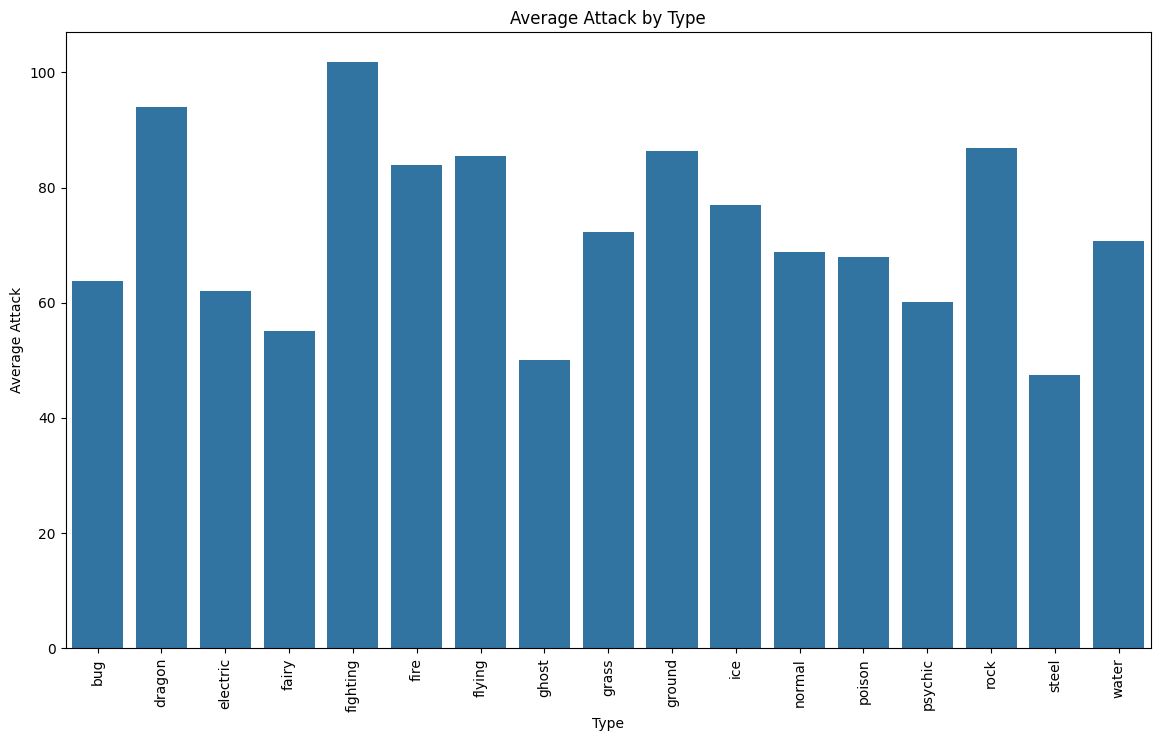 Average Attack by Type
Average Attack
100
80
60
40
20
0
bug
dragon
electric
fairy
fighting
fire
flying
ghost
grass
ground
ice
normal
poison
psychic
rock
steel
water
Type